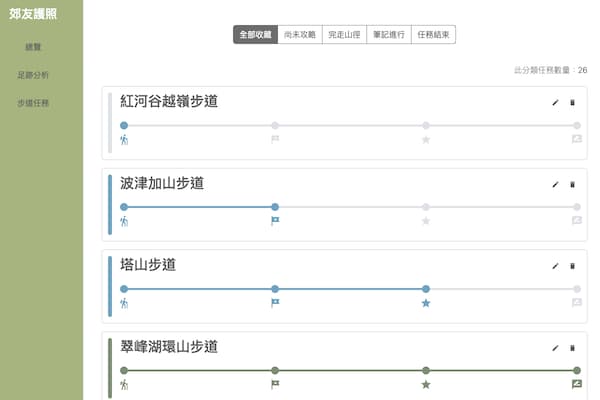 郊友護照
總覽
足跡分析
步道任務
全部收藏 尚未攻略 完走山徑 筆記進行 任務結束
此分類任務數量：26
紅河谷越嶺步道
波津加山步道
塔山步道
翠峰湖環山步道